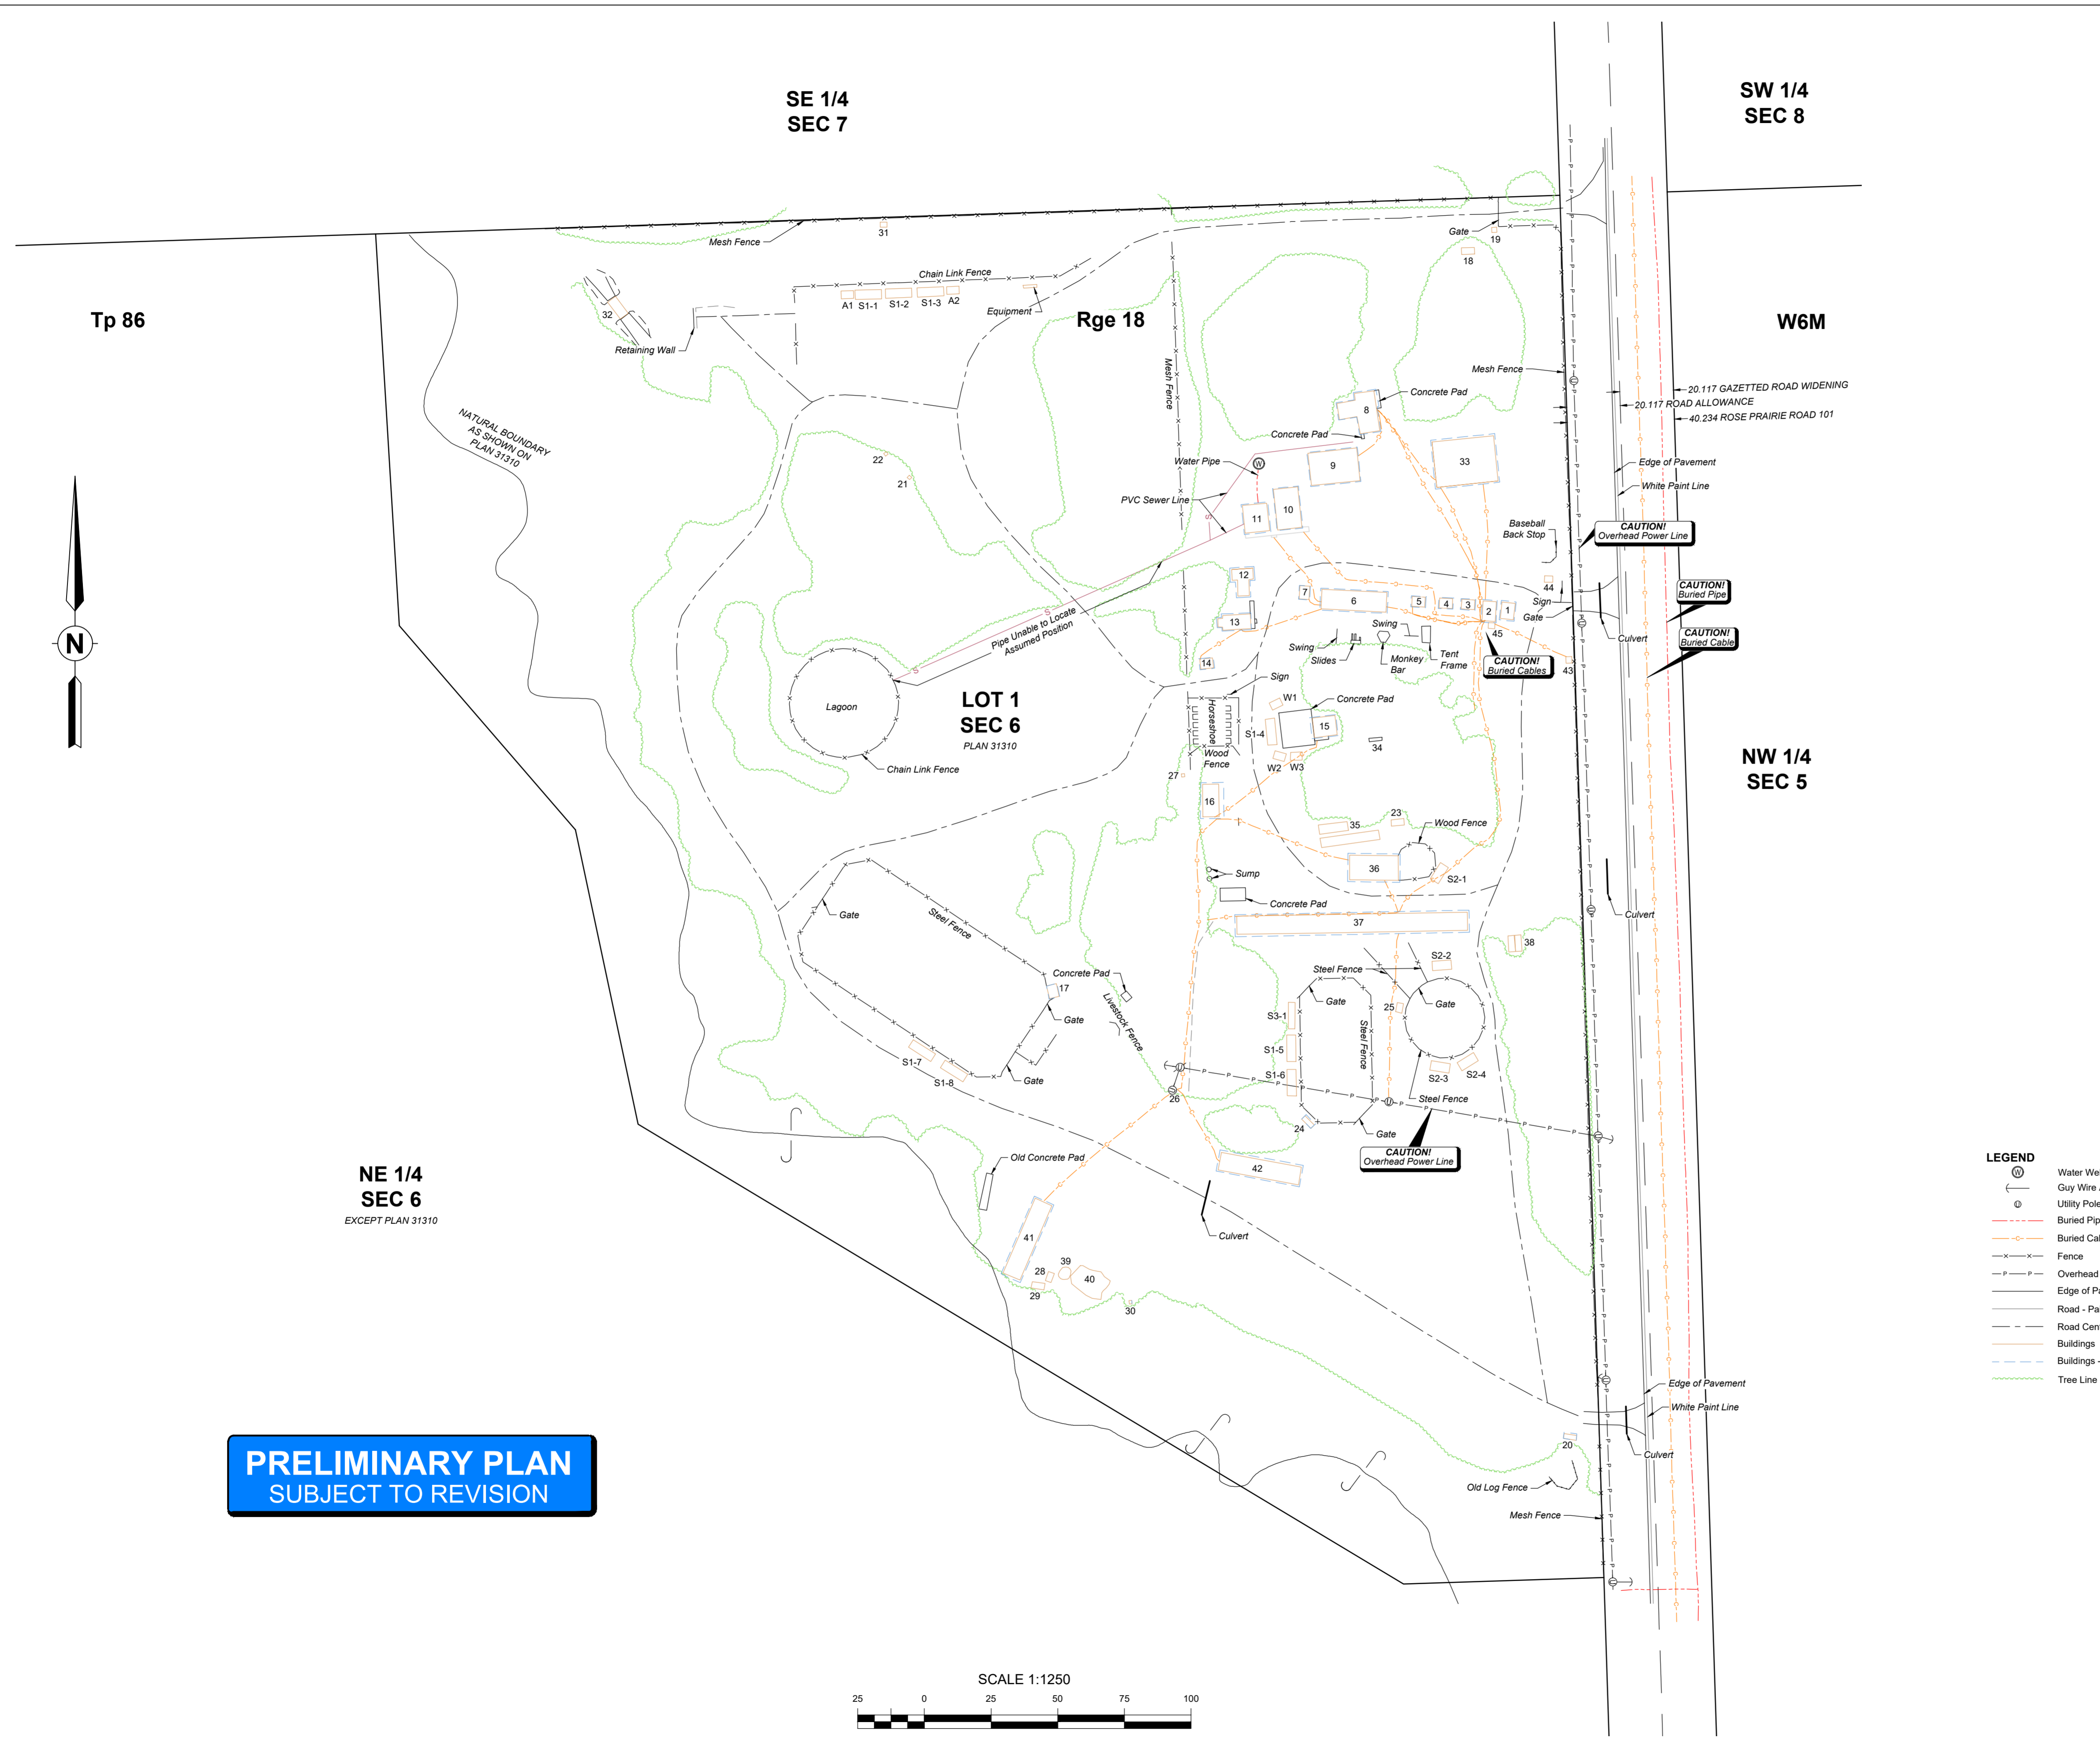 SE 1/4
SEC 7
SW 1/4
SEC 8
Tp 86
Rge 18
W6M
Mesh Fence
31
Gate
19
18
Chain Link Fence
A1
S1-1
S1-2
S1-3
A2
Equipment
32
Retaining Wall
Mesh Fence
Mesh Fence
20.117 GAZETTED ROAD WIDENING
20.117 ROAD ALLOWANCE
40.234 ROSE PRAIRIE ROAD 101
NATURAL BOUNDARY
AS SHOWN ON
PLAN 31310
8
Concrete Pad
Concrete Pad
Water Pipe
W
9
33
Edge of Pavement
White Paint Line
22
21
PVC Sewer Line
S
11
10
Baseball
Back Stop
CAUTION!
Overhead Power Line
N
12
7
6
5
4
3
2
1
44
Sign
Gate
45
CAUTION!
Buried Pipe
Culvert
CAUTION!
Buried Cable
13
14
Swing
Swing
Slides
Monkey
Bar
Tent
Frame
CAUTION!
Buried Cables
43
S
Pipe Unable to Locate
Assumed Position
S
Sign
Lagoon
LOT 1
SEC 6
PLAN 31310
Horseshoe
W1
Concrete Pad
S1-4
15
34
Wood
Fence
W2
W3
Chain Link Fence
27
16
NW 1/4
SEC 5
35
23
Wood Fence
36
S2-1
Sump
Concrete Pad
37
Culvert
38
Gate
Steel Fence
Concrete Pad
17
Gate
Livestock Fence
Steel Fence
S2-2
Gate
Gate
25
S3-1
S1-5
S1-6
Steel Fence
S2-3
S2-4
Steel Fence
S1-7
S1-8
Gate
26
24
Gate
CAUTION!
Overhead Power Line
Old Concrete Pad
42
NE 1/4
SEC 6
EXCEPT PLAN 31310
Culvert
41
28
39
40
29
30
LEGEND
W
Guy Wire
U
Utility Pole
Buried
Buried
Fence
Overhead
Edge of
Road -
Road
Buildings
Buildings -
Tree Line
Edge of Pavement
White Paint Line
20
Culvert
Old Log Fence
Mesh Fence
PRELIMINARY PLAN
SUBJECT TO REVISION
SCALE 1:1250
25 0 25 50 75 100